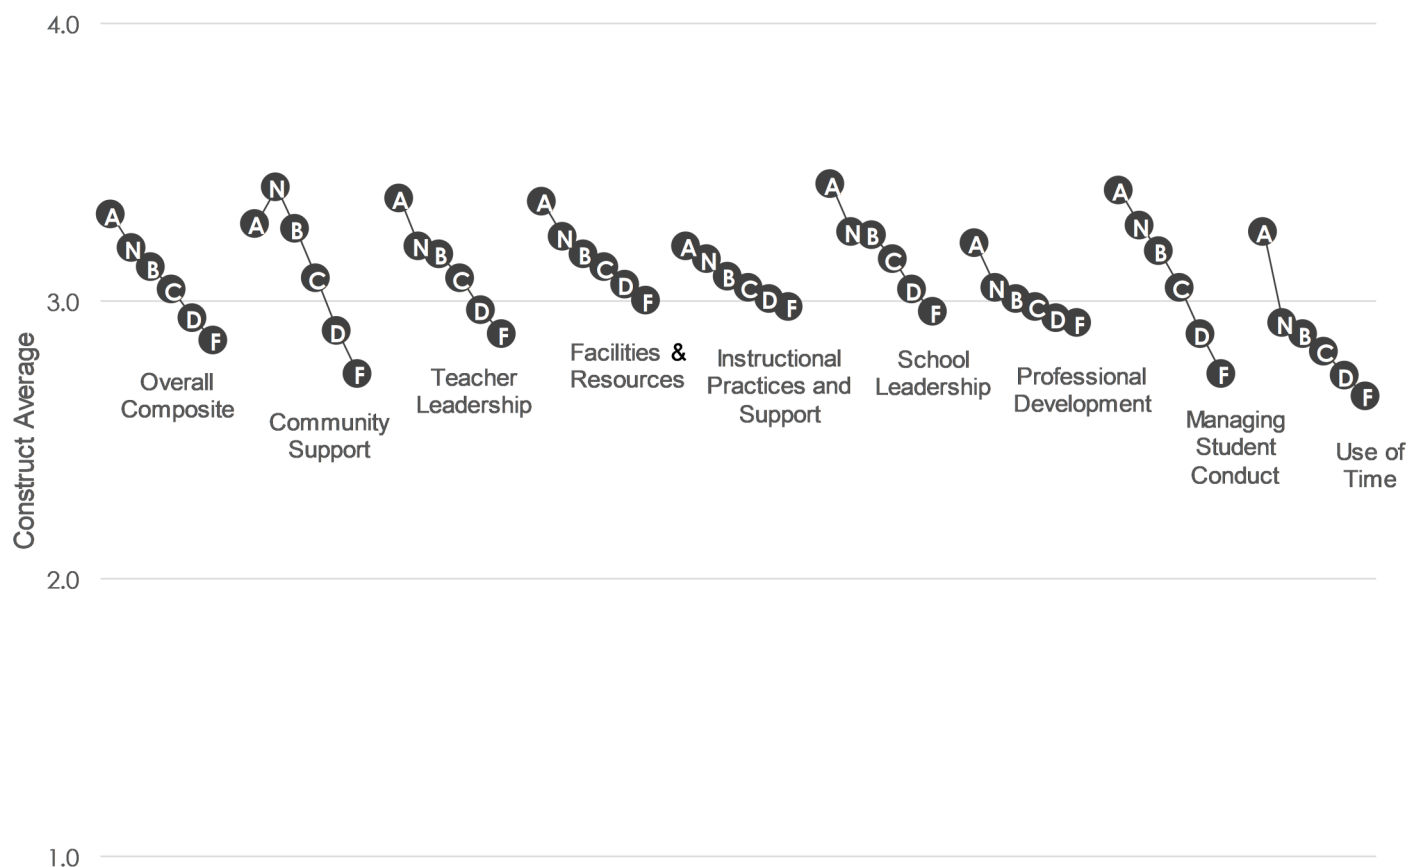 4.0
3.0
2.0
1.0
Construct Average
A N B C D F
Overall
Composite
A N B C D F
Community
Support
A N B C D F
Teacher
Leadership
A N B C D F
Facilities &
Resources
A N B C D F
Instructional
Practices and
Support
A N B C D F
School
Leadership
A N B C D F
Professional
Development
A N B C D F
Managing
Student
Conduct
A N B C D F
Use of
Time